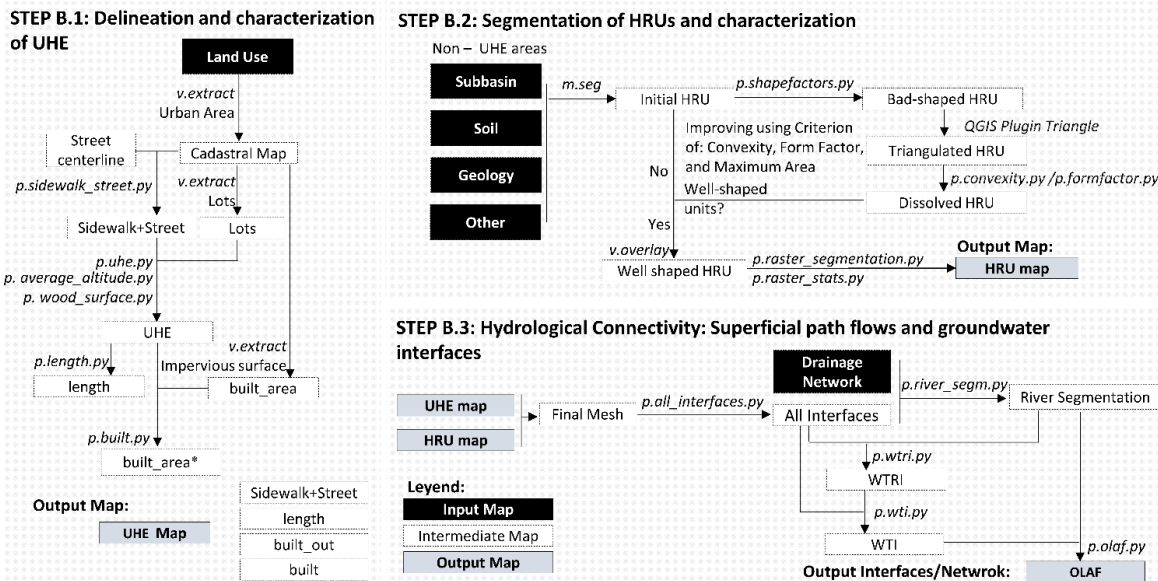 STEP B.1: Delineation and characterization
of UHE
Land Use
v.extract
Urban Area
Street
centerline
Cadastral Map
p.sidewalk_street.py
v.extract
Lots
Sidewalk+Street
Lots
p.uhe.py
p. average_altitude.py
p. wood_surface.py
UHE
v.extract
p.length.py
Impervious surface
length
built_area
p.built.py
built_area*
Output Map:
UHE Map
Sidewalk+Street
length
built_out
built
STEP B.2: Segmentation of HRUs and characterization
Non – UHE areas
Subbasin
Soil
Geology
Other
m.seg
Initial HRU
p.shapefactors.py
Bad-shaped HRU
QGIS Plugin Triangle
Improving using Criterion
of: Convexity, Form Factor,
and Maximum Area
Triangulated HRU
No
p.convexity.py /p.formfactor.py
Well-shaped
units?
Dissolved HRU
Yes
v.overlay
Well shaped HRU
p.raster_segmentation.py
p.raster_stats.py
Output Map:
HRU map
STEP B.3: Hydrological Connectivity: Superficial path flows and groundwater
interfaces
Drainage
Network
p.river_segm.py
UHE map
HRU map
Final Mesh
p.all_interfaces.py
All Interfaces
River Segmentation
p.wtri.py
WTRI
p.wti.py
WTI
p.olaf.py
Leyend:
Input Map
Intermediate Map
Output Map
Output Interfaces/Netwrok:
OLAF